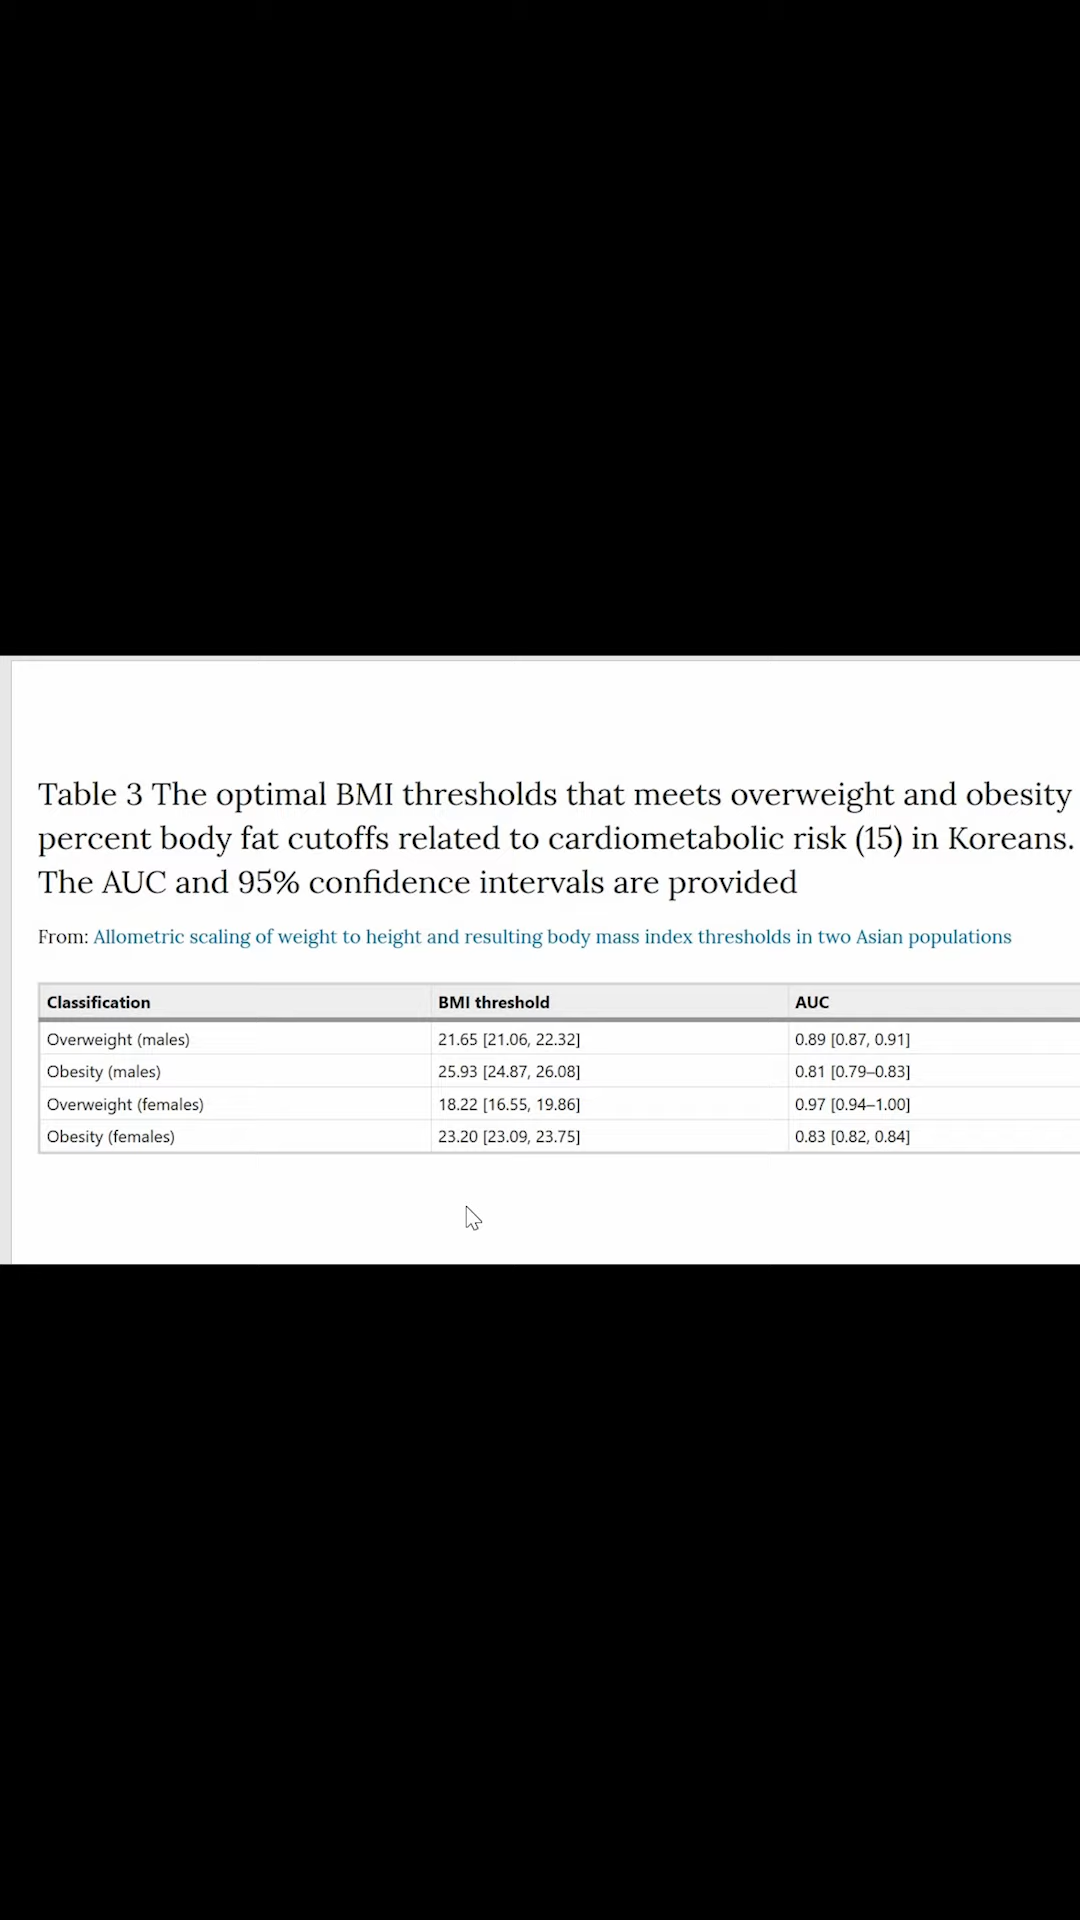 Table 3 The optimal BMI thresholds that meets overweight and obesity
percent body fat cutoffs related to cardiometabolic risk (15) in Koreans.
The AUC and 95% confidence intervals are provided
From: Allometric scaling of weight to height and resulting body mass index thresholds in two Asian populations
Classification BMI threshold AUC
Overweight (males) 21.65 [21.06, 22.32] 0.89 [0.87, 0.91]
Obesity (males) 25.93 [24.87, 26.08] 0.81 [0.79–0.83]
Overweight (females) 18.22 [16.55, 19.86] 0.97 [0.94–1.00]
Obesity (females) 23.20 [23.09, 23.75] 0.83 [0.82, 0.84]